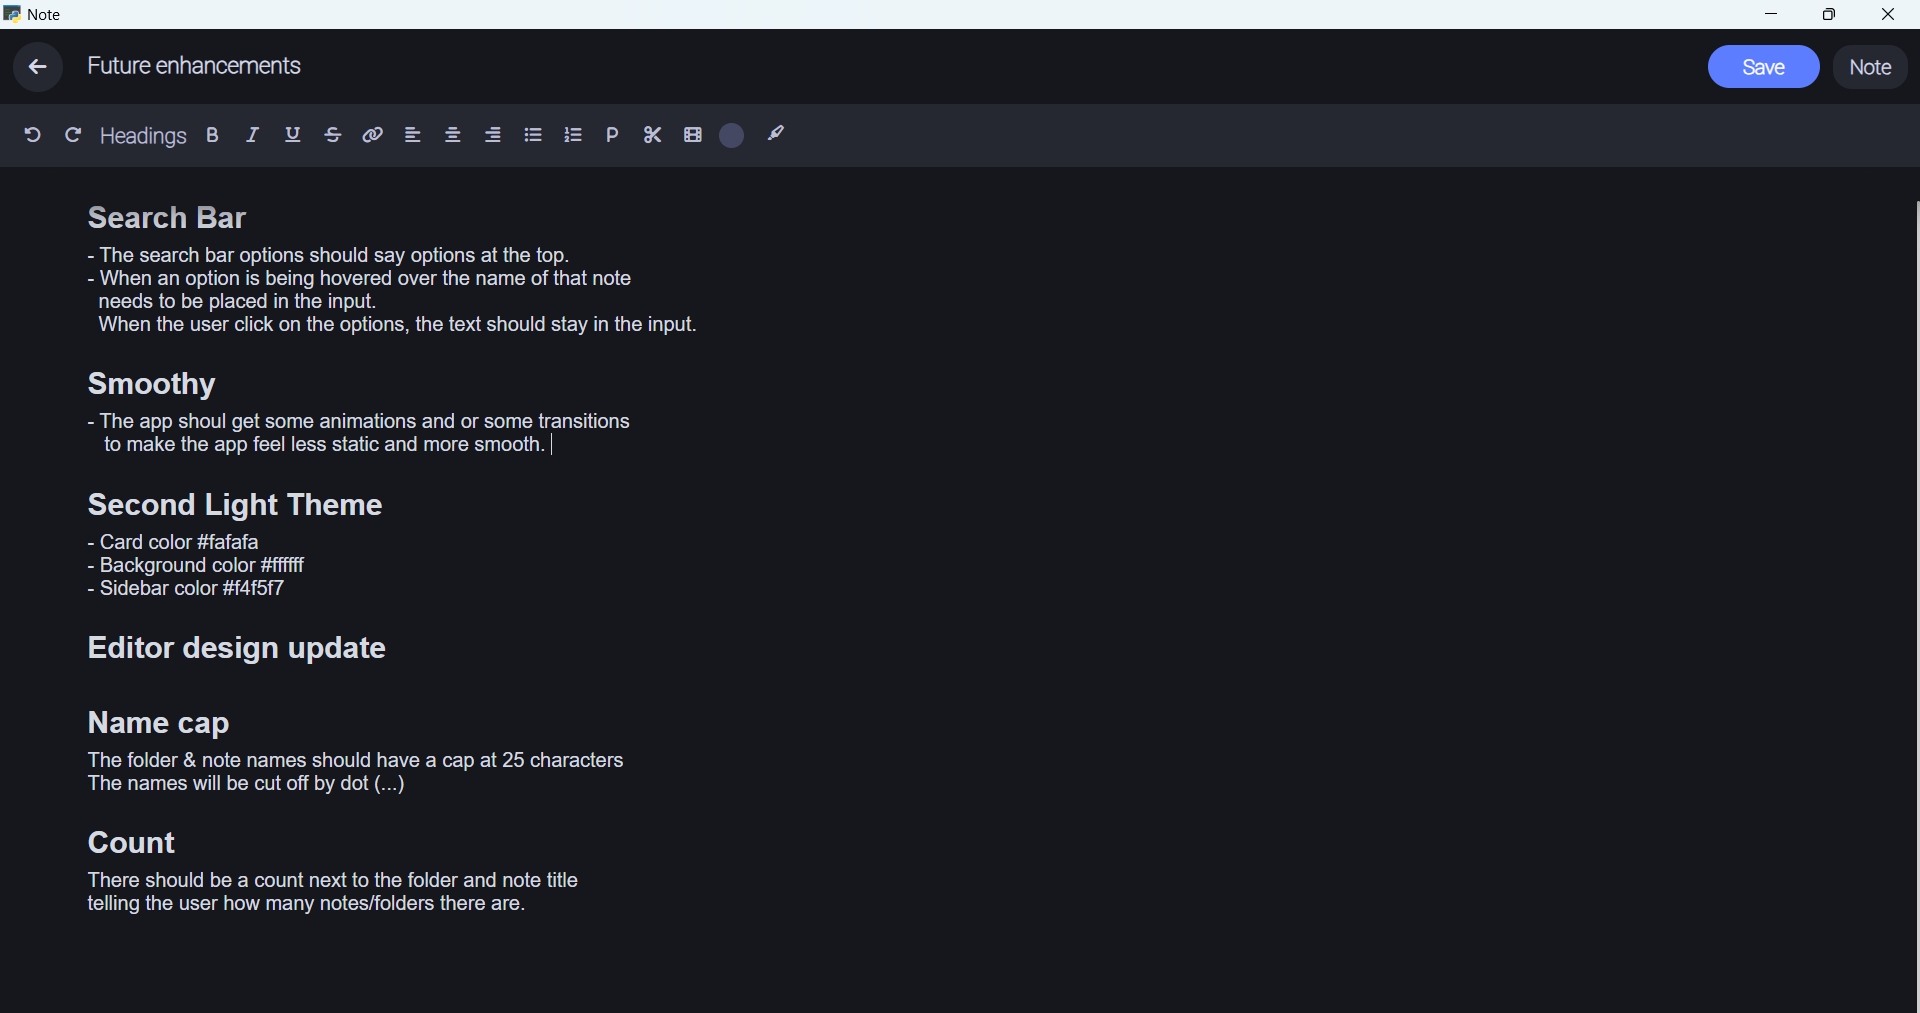 Note
Future enhancements
Save
Note
Headings
Search Bar
- The search bar options should say options at the top.
- When an option is being hovered over the name of that note
needs to be placed in the input.
When the user click on the options, the text should stay in the input.
Smoothy
- The app shoul get some animations and or some transitions
to make the app feel less static and more smooth.
Second Light Theme
- Card color #fafafa
- Background color #ffffff
- Sidebar color #f4f5f7
Editor design update
Name cap
The folder & note names should have a cap at 25 characters
The names will be cut off by dot (...)
Count
There should be a count next to the folder and note title
telling the user how many notes/folders there are.